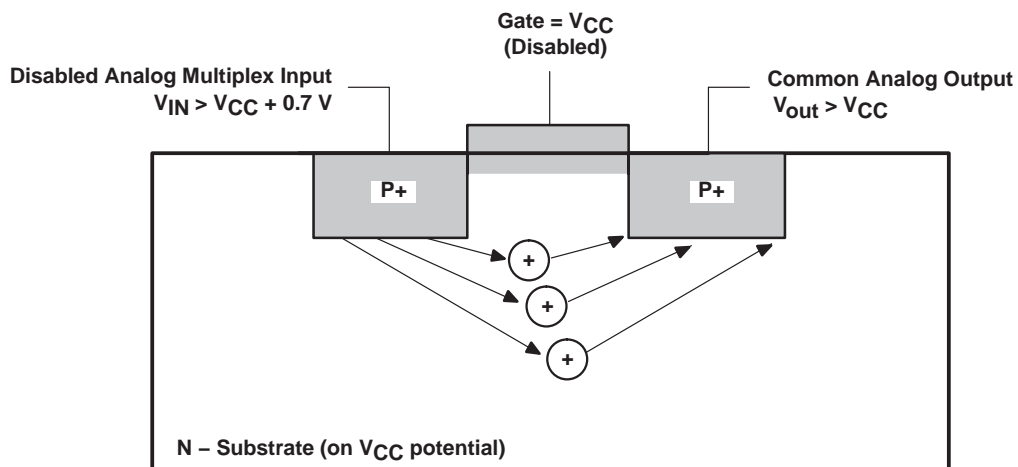 Gate = VCC
(Disabled)
Disabled Analog Multiplex Input
VIN > VCC + 0.7 V
Common Analog Output
Vout > VCC
P+
P+
+
+
+
N – Substrate (on VCC potential)